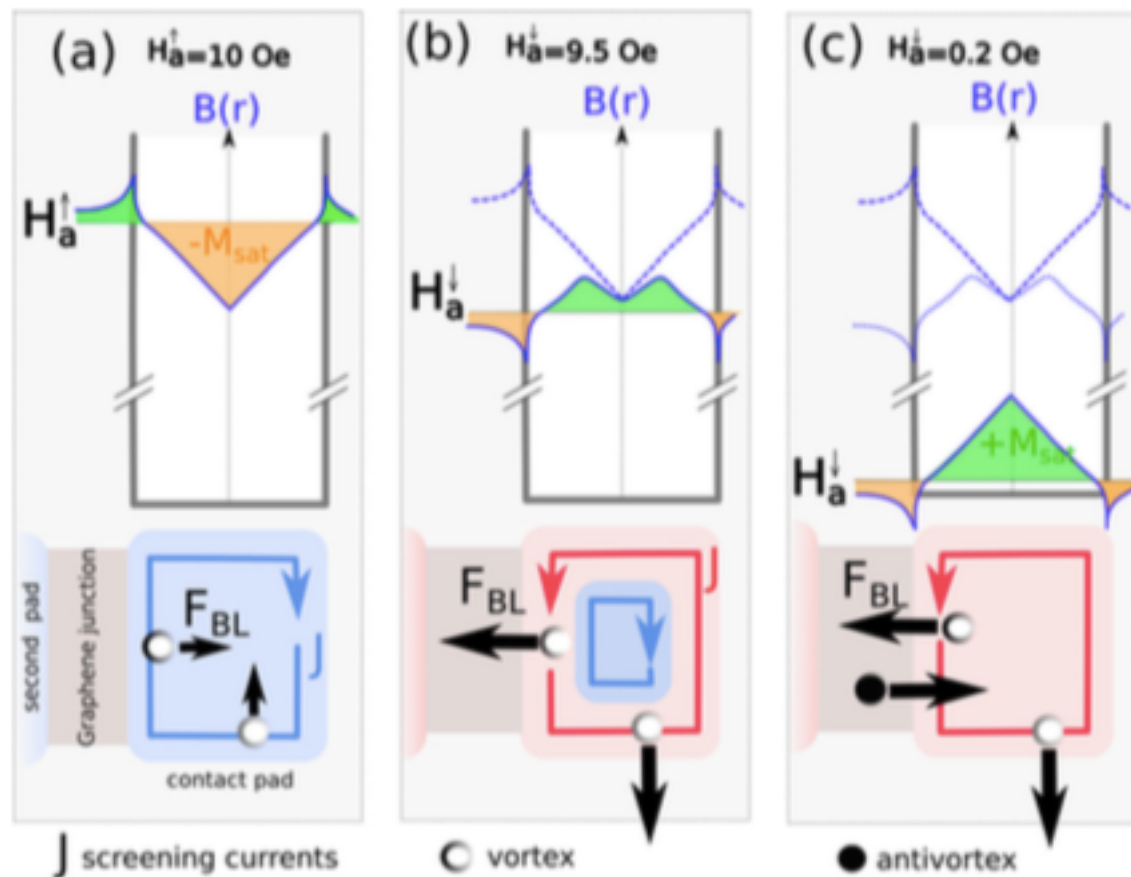 (a) H↑a=10 Oe
B(r)
H↑a
-Msat
second pad
Graphene junction
FBL
J
contact pad
(b) H↓a=9.5 Oe
B(r)
H↓a
FBL
J
(c) H↓a=0.2 Oe
B(r)
+Msat
H↓a
FBL
J screening currents
vortex
antivortex